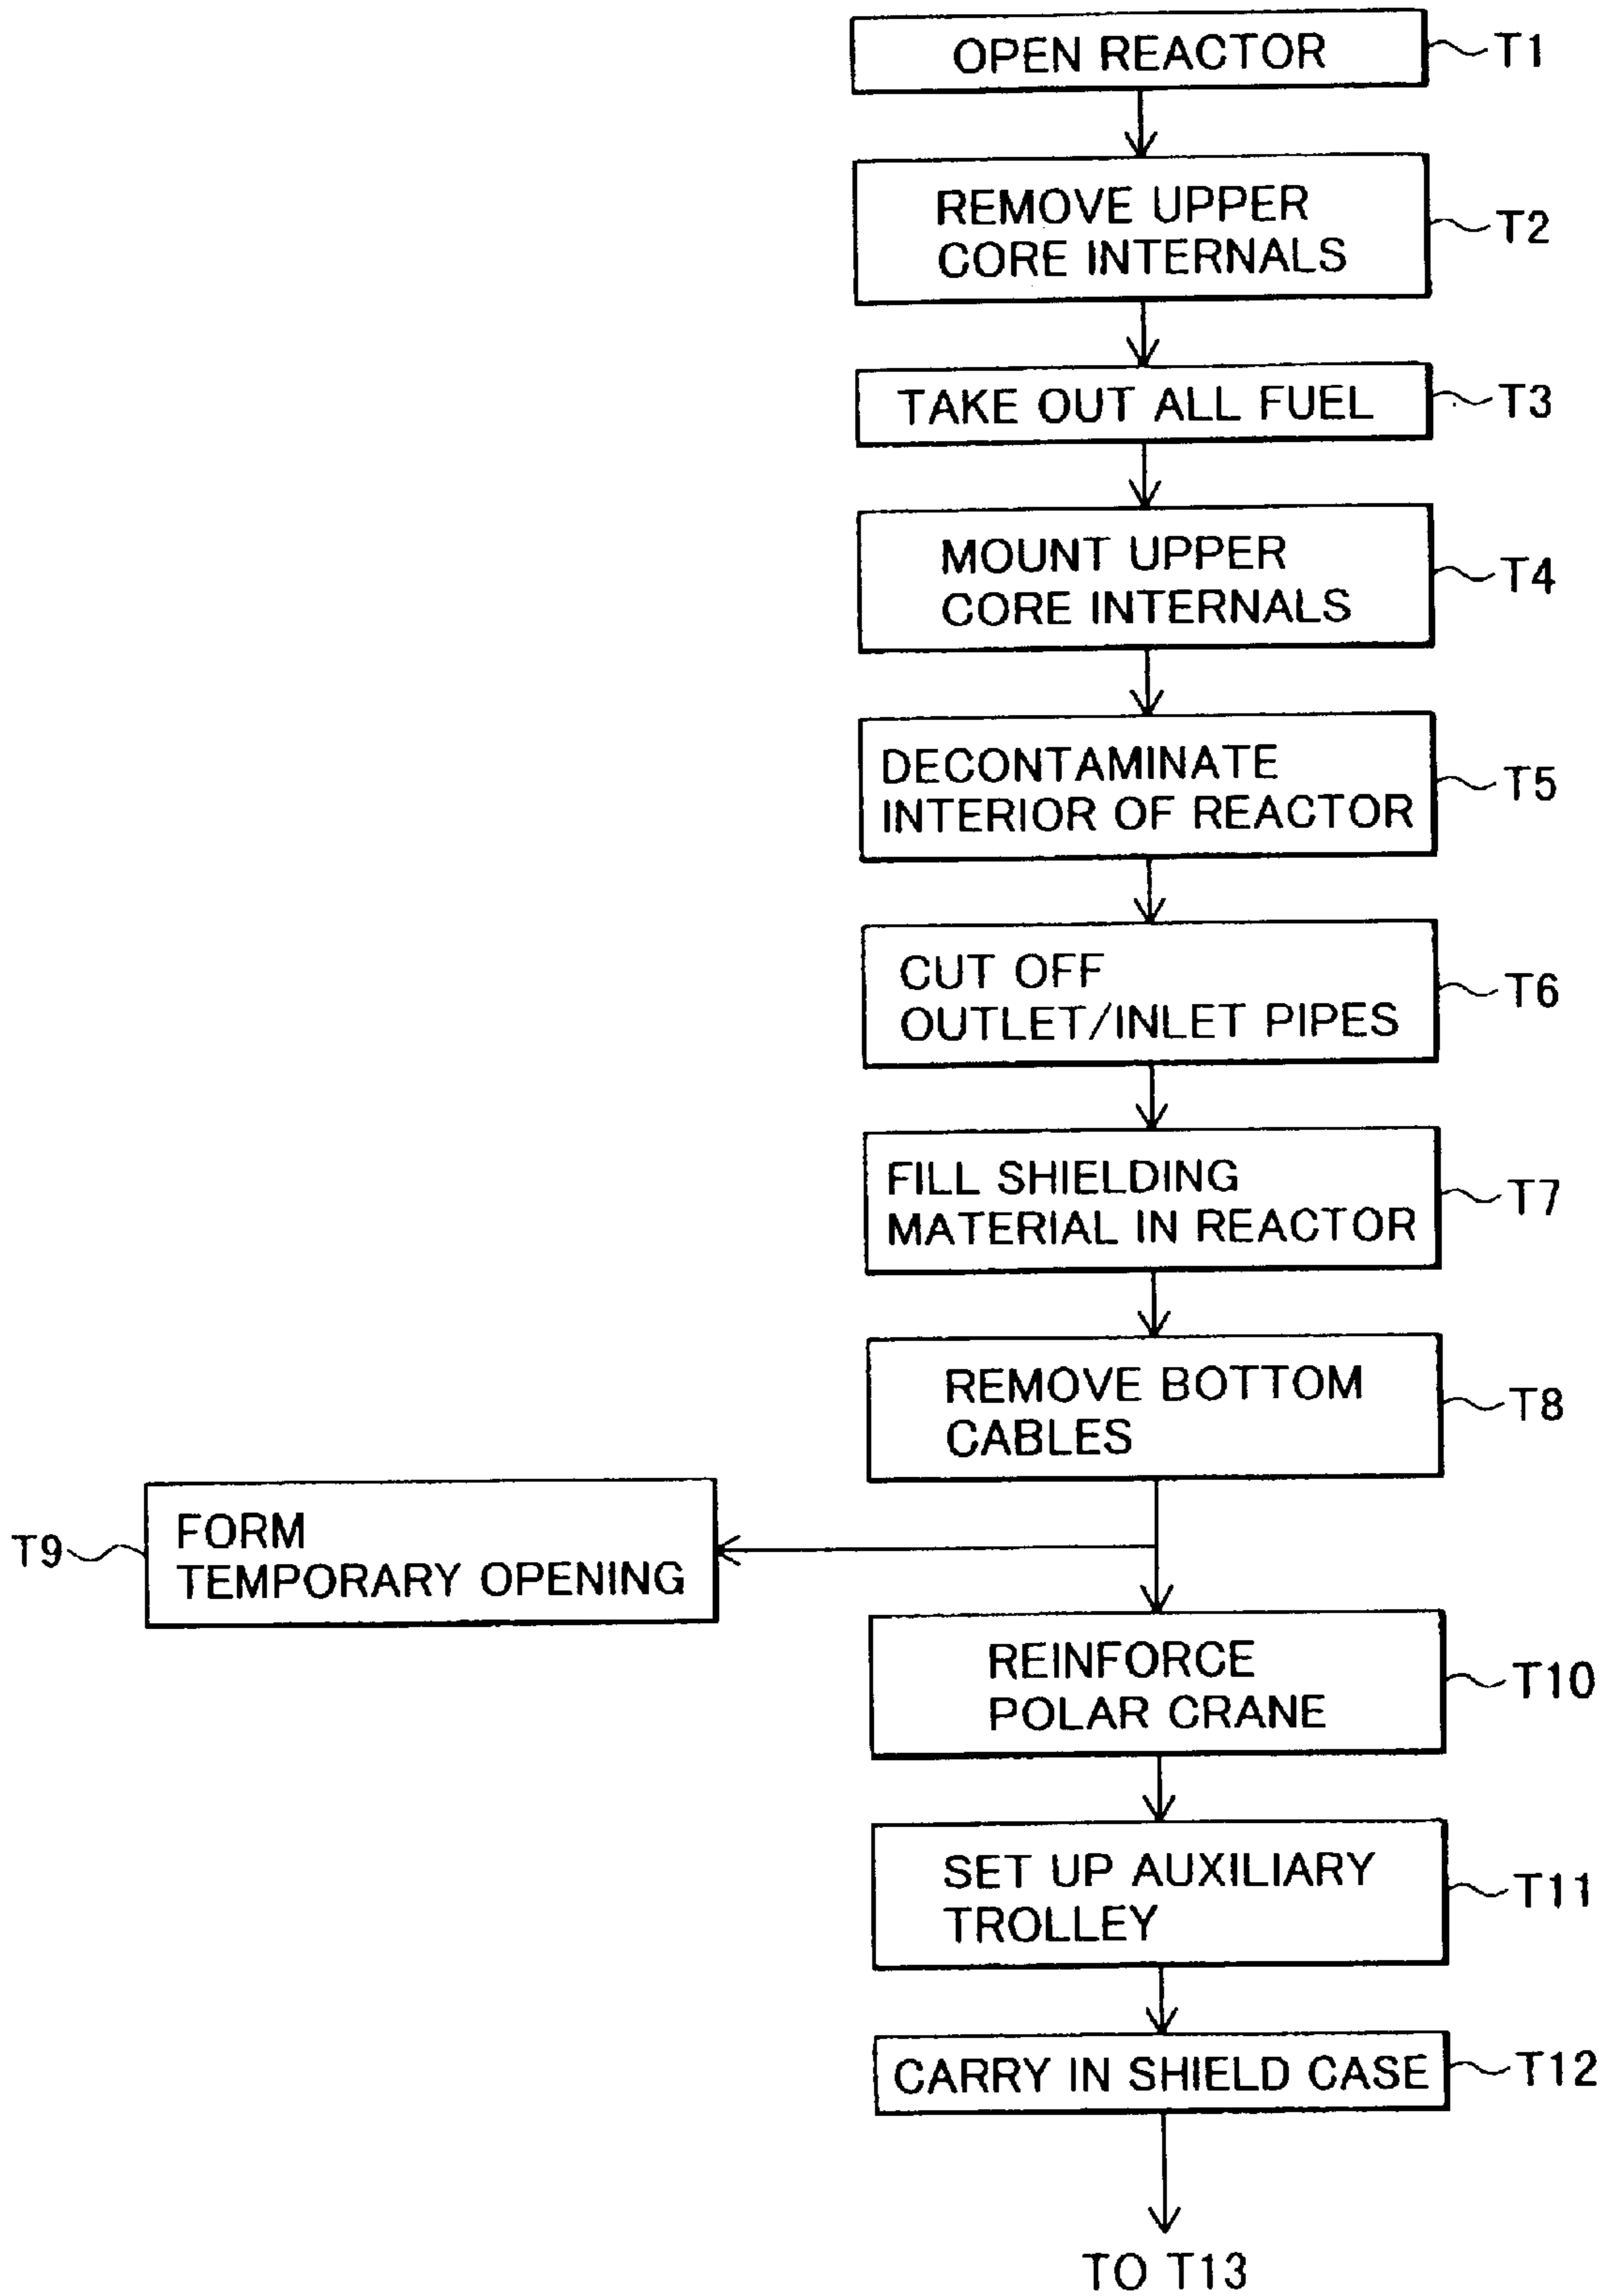 OPEN REACTOR
T1
REMOVE UPPER
CORE INTERNALS
T2
TAKE OUT ALL FUEL
T3
MOUNT UPPER
CORE INTERNALS
T4
DECONTAMINATE
INTERIOR OF REACTOR
T5
CUT OFF
OUTLET/INLET PIPES
T6
FILL SHIELDING
MATERIAL IN REACTOR
T7
REMOVE BOTTOM
CABLES
T8
T9
FORM
TEMPORARY OPENING
REINFORCE
POLAR CRANE
T10
SET UP AUXILIARY
TROLLEY
T11
CARRY IN SHIELD CASE
T12
TO T13